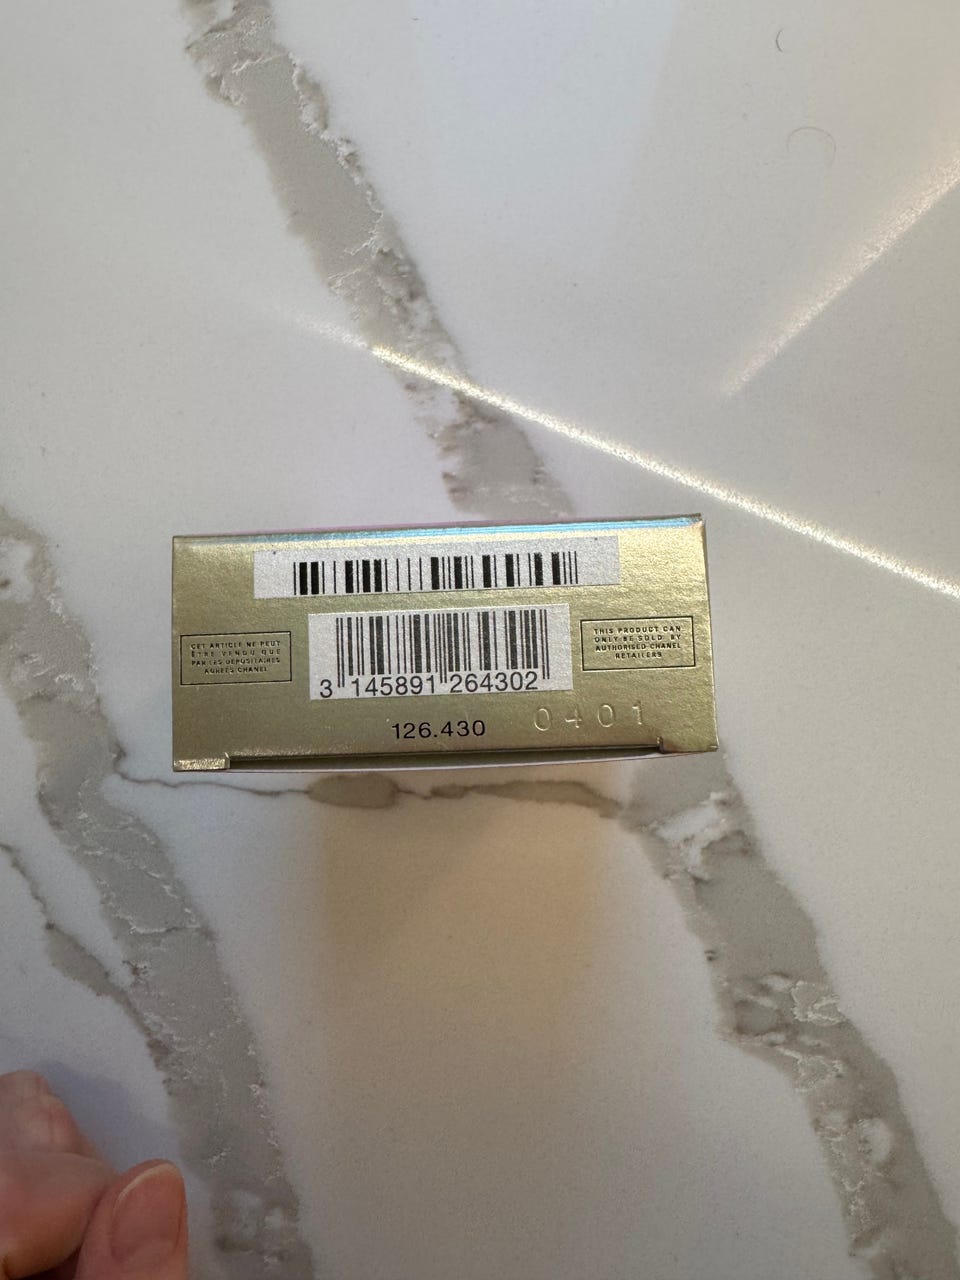 CET ARTICLE NE PEUT
ÊTRE VENDU QUE
PAR LES DÉPOSITAIRES
AGRÉÉS CHANEL
3 145891 264302
THIS PRODUCT CAN
ONLY BE SOLD BY
AUTHORISED CHANEL
RETAILERS
126.430
0401